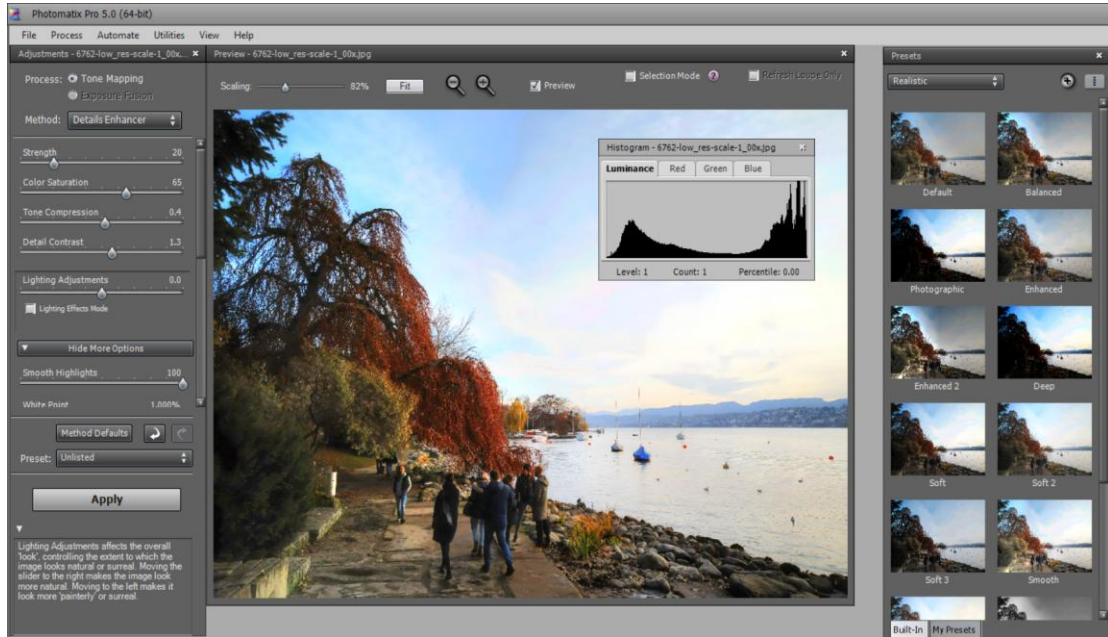 Photomatix Pro 5.0 (64-bit)
File Process Automate Utilities View Help
Adjustments - 6762-low_res-scale-1_00x...
Process: Tone Mapping
Exposure Fusion
Method: Details Enhancer
Strength 20
Color Saturation 65
Tone Compression 0.4
Detail Contrast 1.3
Lighting Adjustments 0.0
Lighting Effects Mode
Hide More Options
Smooth Highlights 100
White Point 1.000%
Method Defaults
Preset: Unlisted
Apply
Lighting Adjustments affects the overall
'look', controlling the extent to which the
image looks natural or surreal. Moving the
slider to the right makes the image look
more natural. Moving to the left makes it
look more 'painterly' or surreal.
Preview - 6762-low_res-scale-1_00x.jpg
Scaling: 82% Fit Preview Selection Mode ? Refresh Loupe Only
Histogram - 6762-low_res-scale-1_00x.jpg
Luminance Red Green Blue
Level: 1 Count: 1 Percentile: 0.00
Presets
Realistic
Default Balanced
Photographic Enhanced
Enhanced 2 Deep
Soft Soft 2
Soft 3 Smooth
Built-In My Presets